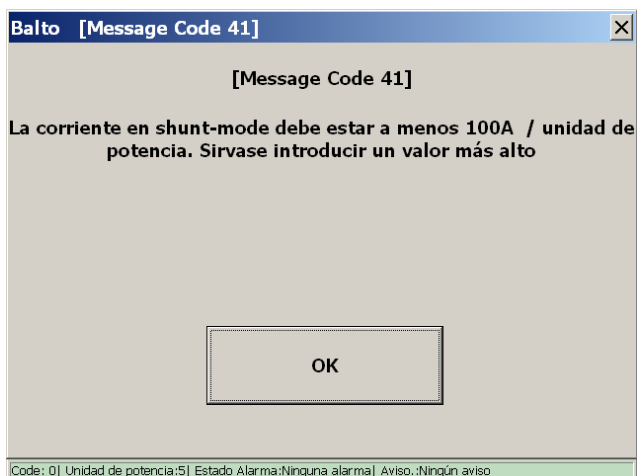 Balto [Message Code 41]
[Message Code 41]
La corriente en shunt-mode debe estar a menos 100A / unidad de
potencia. Sirvase introducir un valor más alto
OK
Code: 0| Unidad de potencia:5| Estado Alarma:Ninguna alarma| Aviso.:Ningún aviso